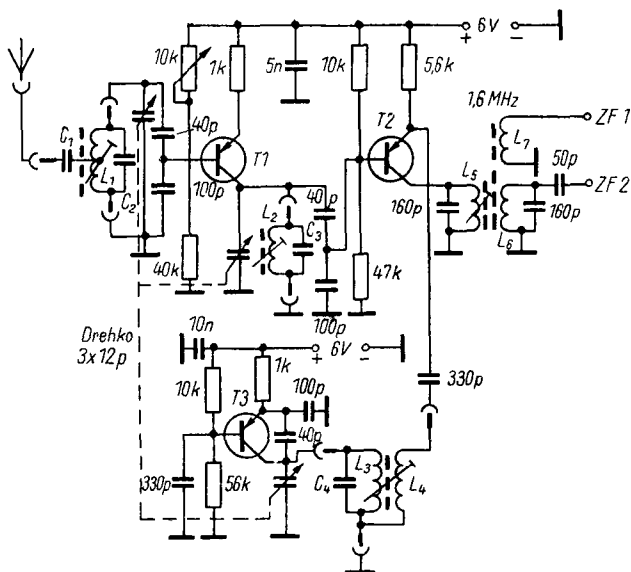 6V
+ −
10k
1k
5n
10k
5,6k
T2
1,6 MHz
ZF 1
L7
C1
40p
T1
L1
C2
100p
L2
C3
40p
L5
50p
ZF 2
160p
160p
L6
40k
47k
100p
Drehko
3x12p
10n
6V
+ −
1k
10k
T3
100p
40p
330p
330p
56k
C4
L3
L4